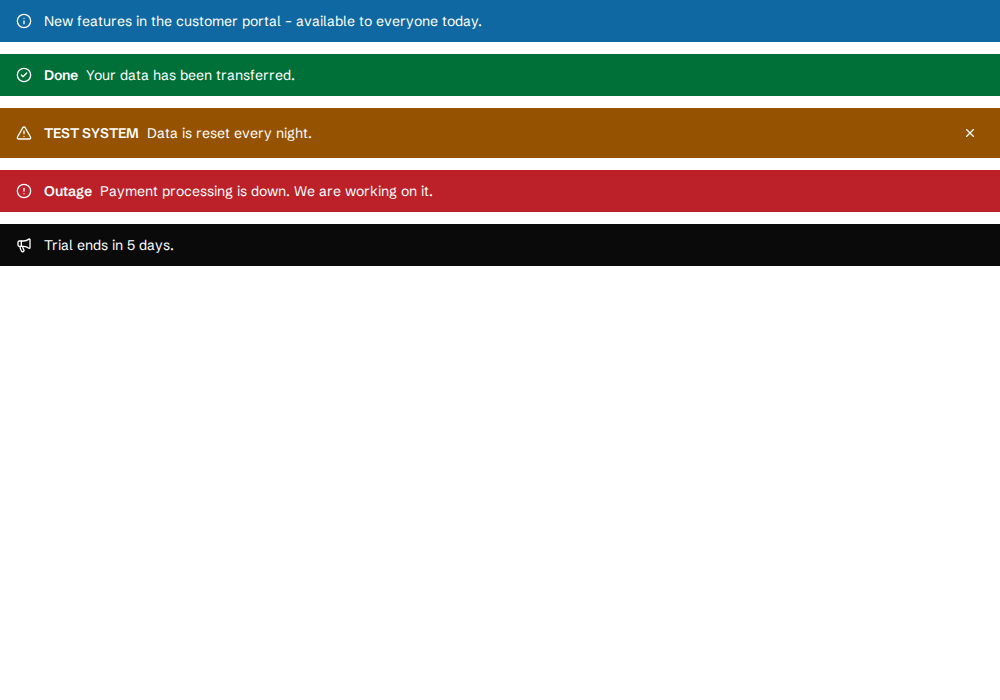 New features in the customer portal – available to everyone today.
Done Your data has been transferred.
TEST SYSTEM Data is reset every night.
Outage Payment processing is down. We are working on it.
Trial ends in 5 days.